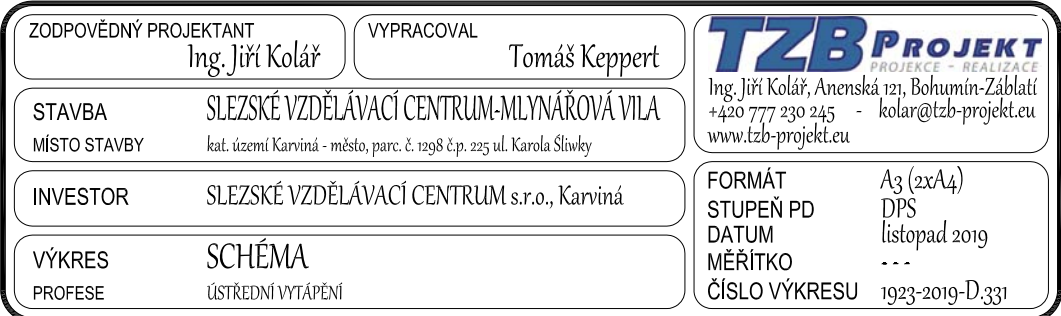 ZODPOVĚDNÝ PROJEKTANT
Ing. Jiří Kolář
VYPRACOVAL
Tomáš Keppert
STAVBA SLEZSKÉ VZDĚLÁVACÍ CENTRUM-MLYNÁŘOVÁ VILA
MÍSTO STAVBY kat. území Karviná - město, parc. č. 1298 č.p. 225 ul. Karola Śliwky
INVESTOR SLEZSKÉ VZDĚLÁVACÍ CENTRUM s.r.o., Karviná
VÝKRES SCHÉMA
PROFESE ÚSTŘEDNÍ VYTÁPĚNÍ
TZB PROJEKT
PROJEKCE - REALIZACE
Ing. Jiří Kolář, Anenská 121, Bohumín-Záblatí
+420 777 230 245 - kolar@tzb-projekt.eu
www.tzb-projekt.eu
FORMÁT A3 (2xA4)
STUPEŇ PD DPS
DATUM listopad 2019
MĚŘÍTKO - - -
ČÍSLO VÝKRESU 1923-2019-D.331